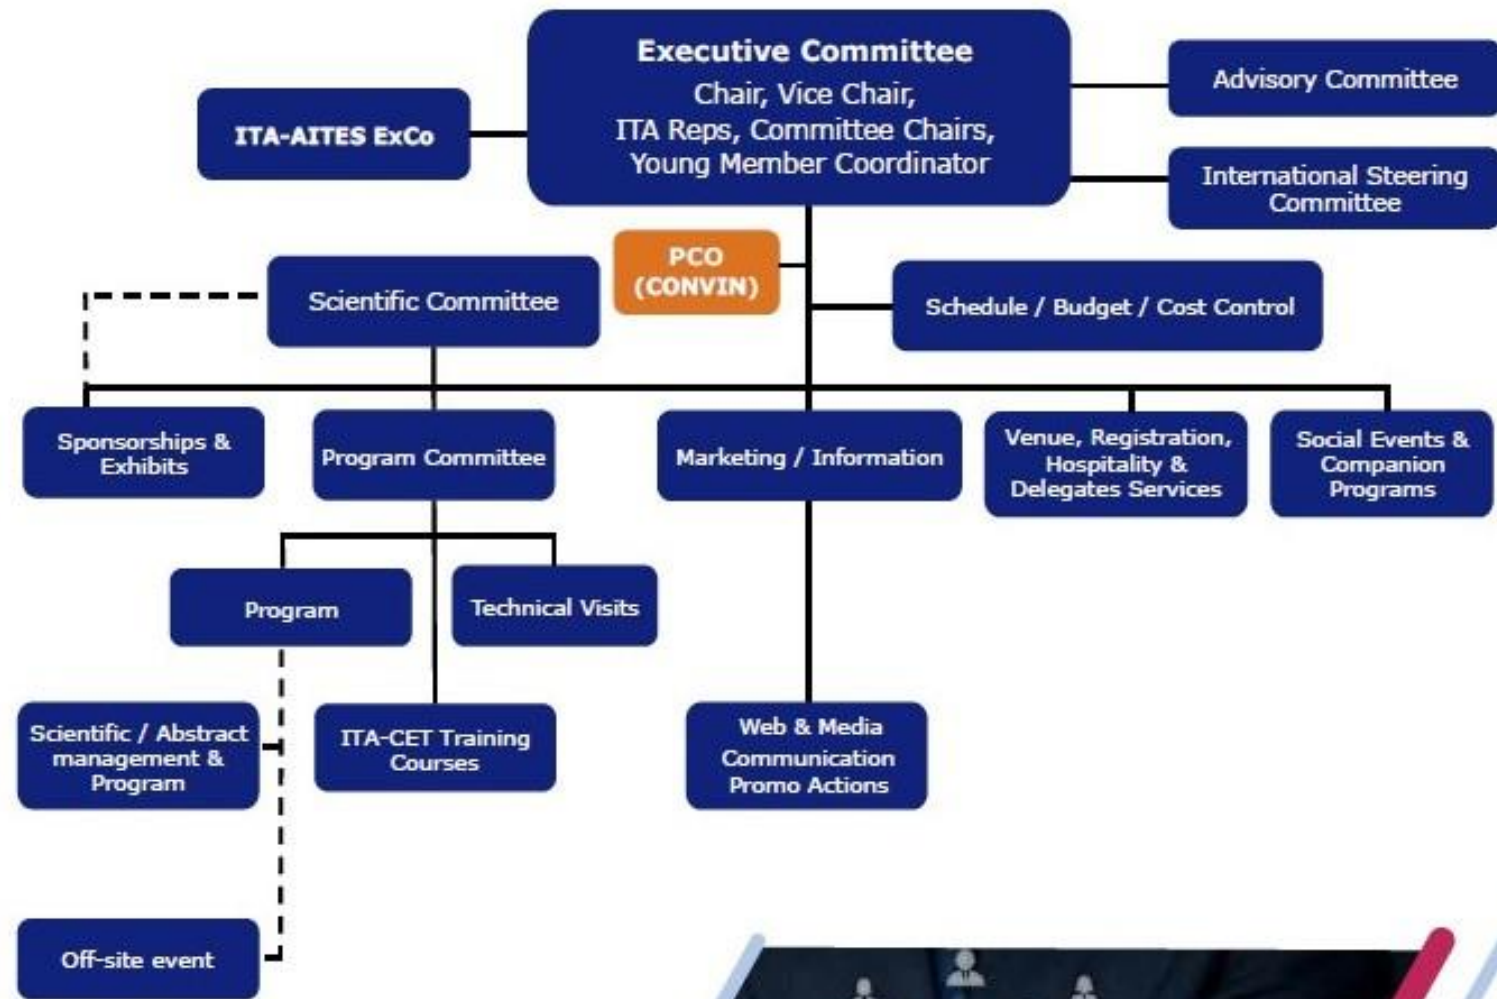 Executive Committee
Chair, Vice Chair,
ITA Reps, Committee Chairs,
Young Member Coordinator
ITA-AITES ExCo
Advisory Committee
International Steering
Committee
PCO
(CONVIN)
Scientific Committee
Schedule / Budget / Cost Control
Sponsorships &
Exhibits
Program Committee
Marketing / Information
Venue, Registration,
Hospitality &
Delegates Services
Social Events &
Companion
Programs
Program
Technical Visits
Scientific / Abstract
management &
Program
ITA-CET Training
Courses
Web & Media
Communication
Promo Actions
Off-site event